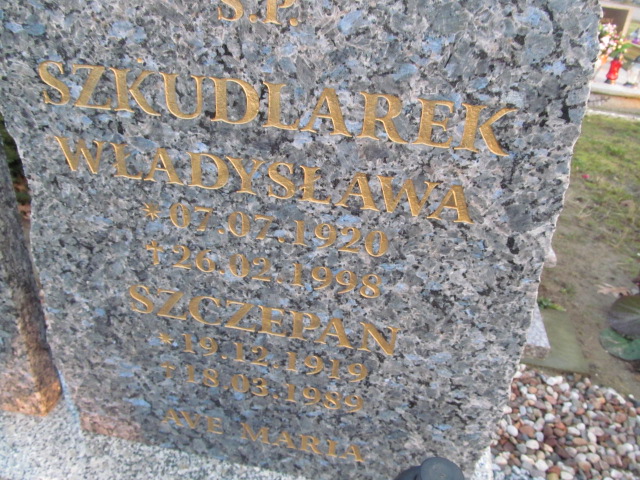 Ś.P.
SZKUDLAREK
WŁADYSŁAWA
* 07.07.1920
† 26.02.1998
SZCZEPAN
* 19.12.1919
† 18.03.1989
AVE MARIA